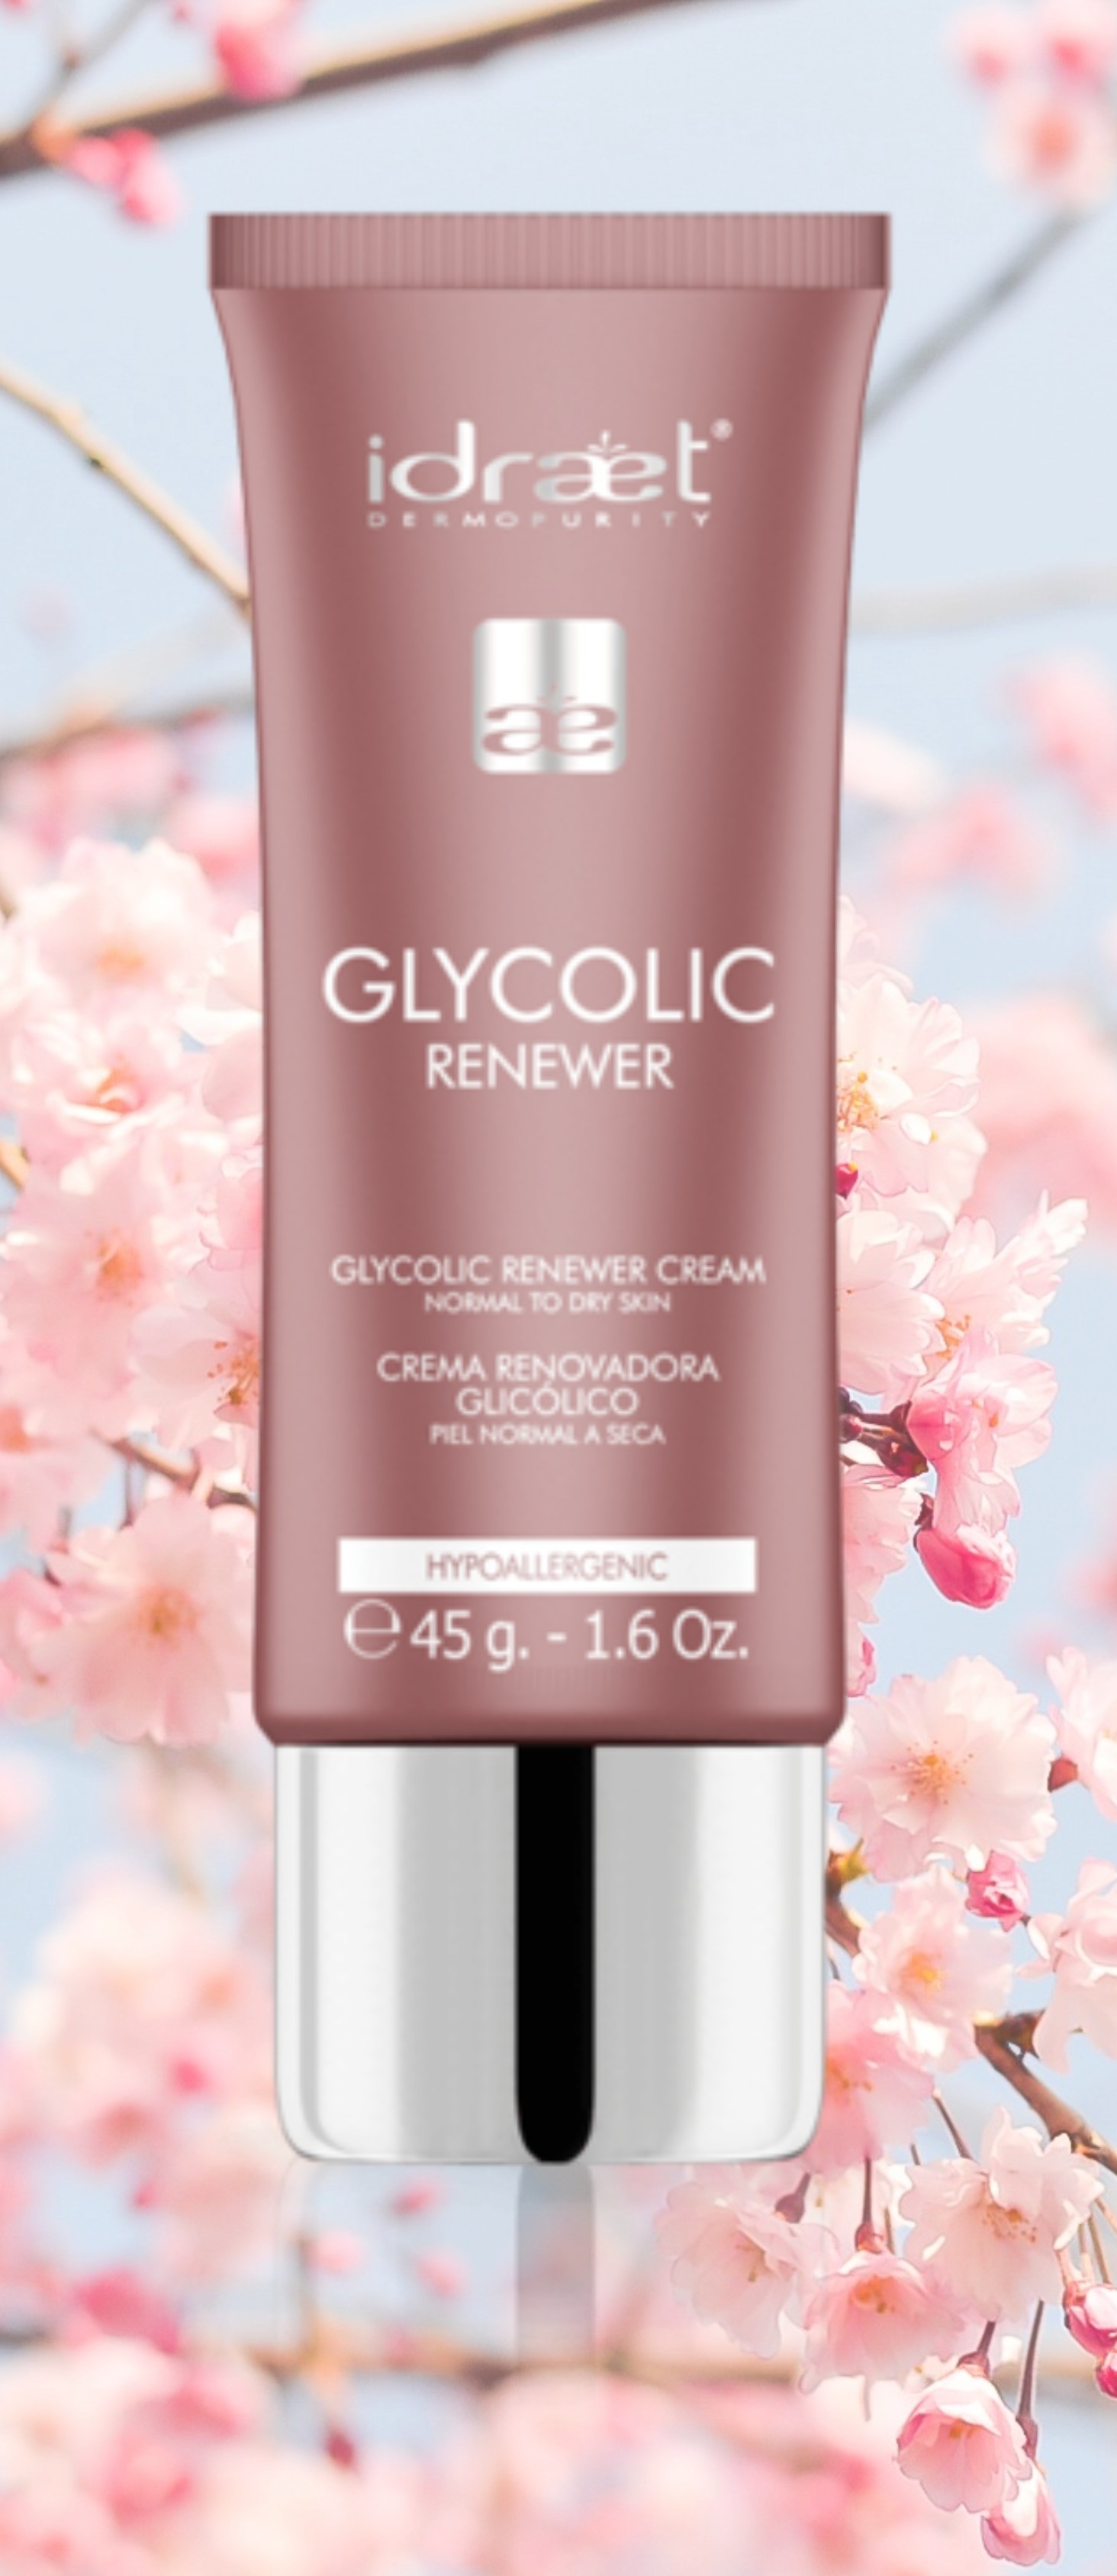 idraet®
DERMOPURITY
æ
GLYCOLIC
RENEWER
GLYCOLIC RENEWER CREAM
NORMAL TO DRY SKIN
CREMA RENOVADORA
GLICÓLICO
PIEL NORMAL A SECA
HYPOALLERGENIC
℮ 45 g. - 1.6 Oz.